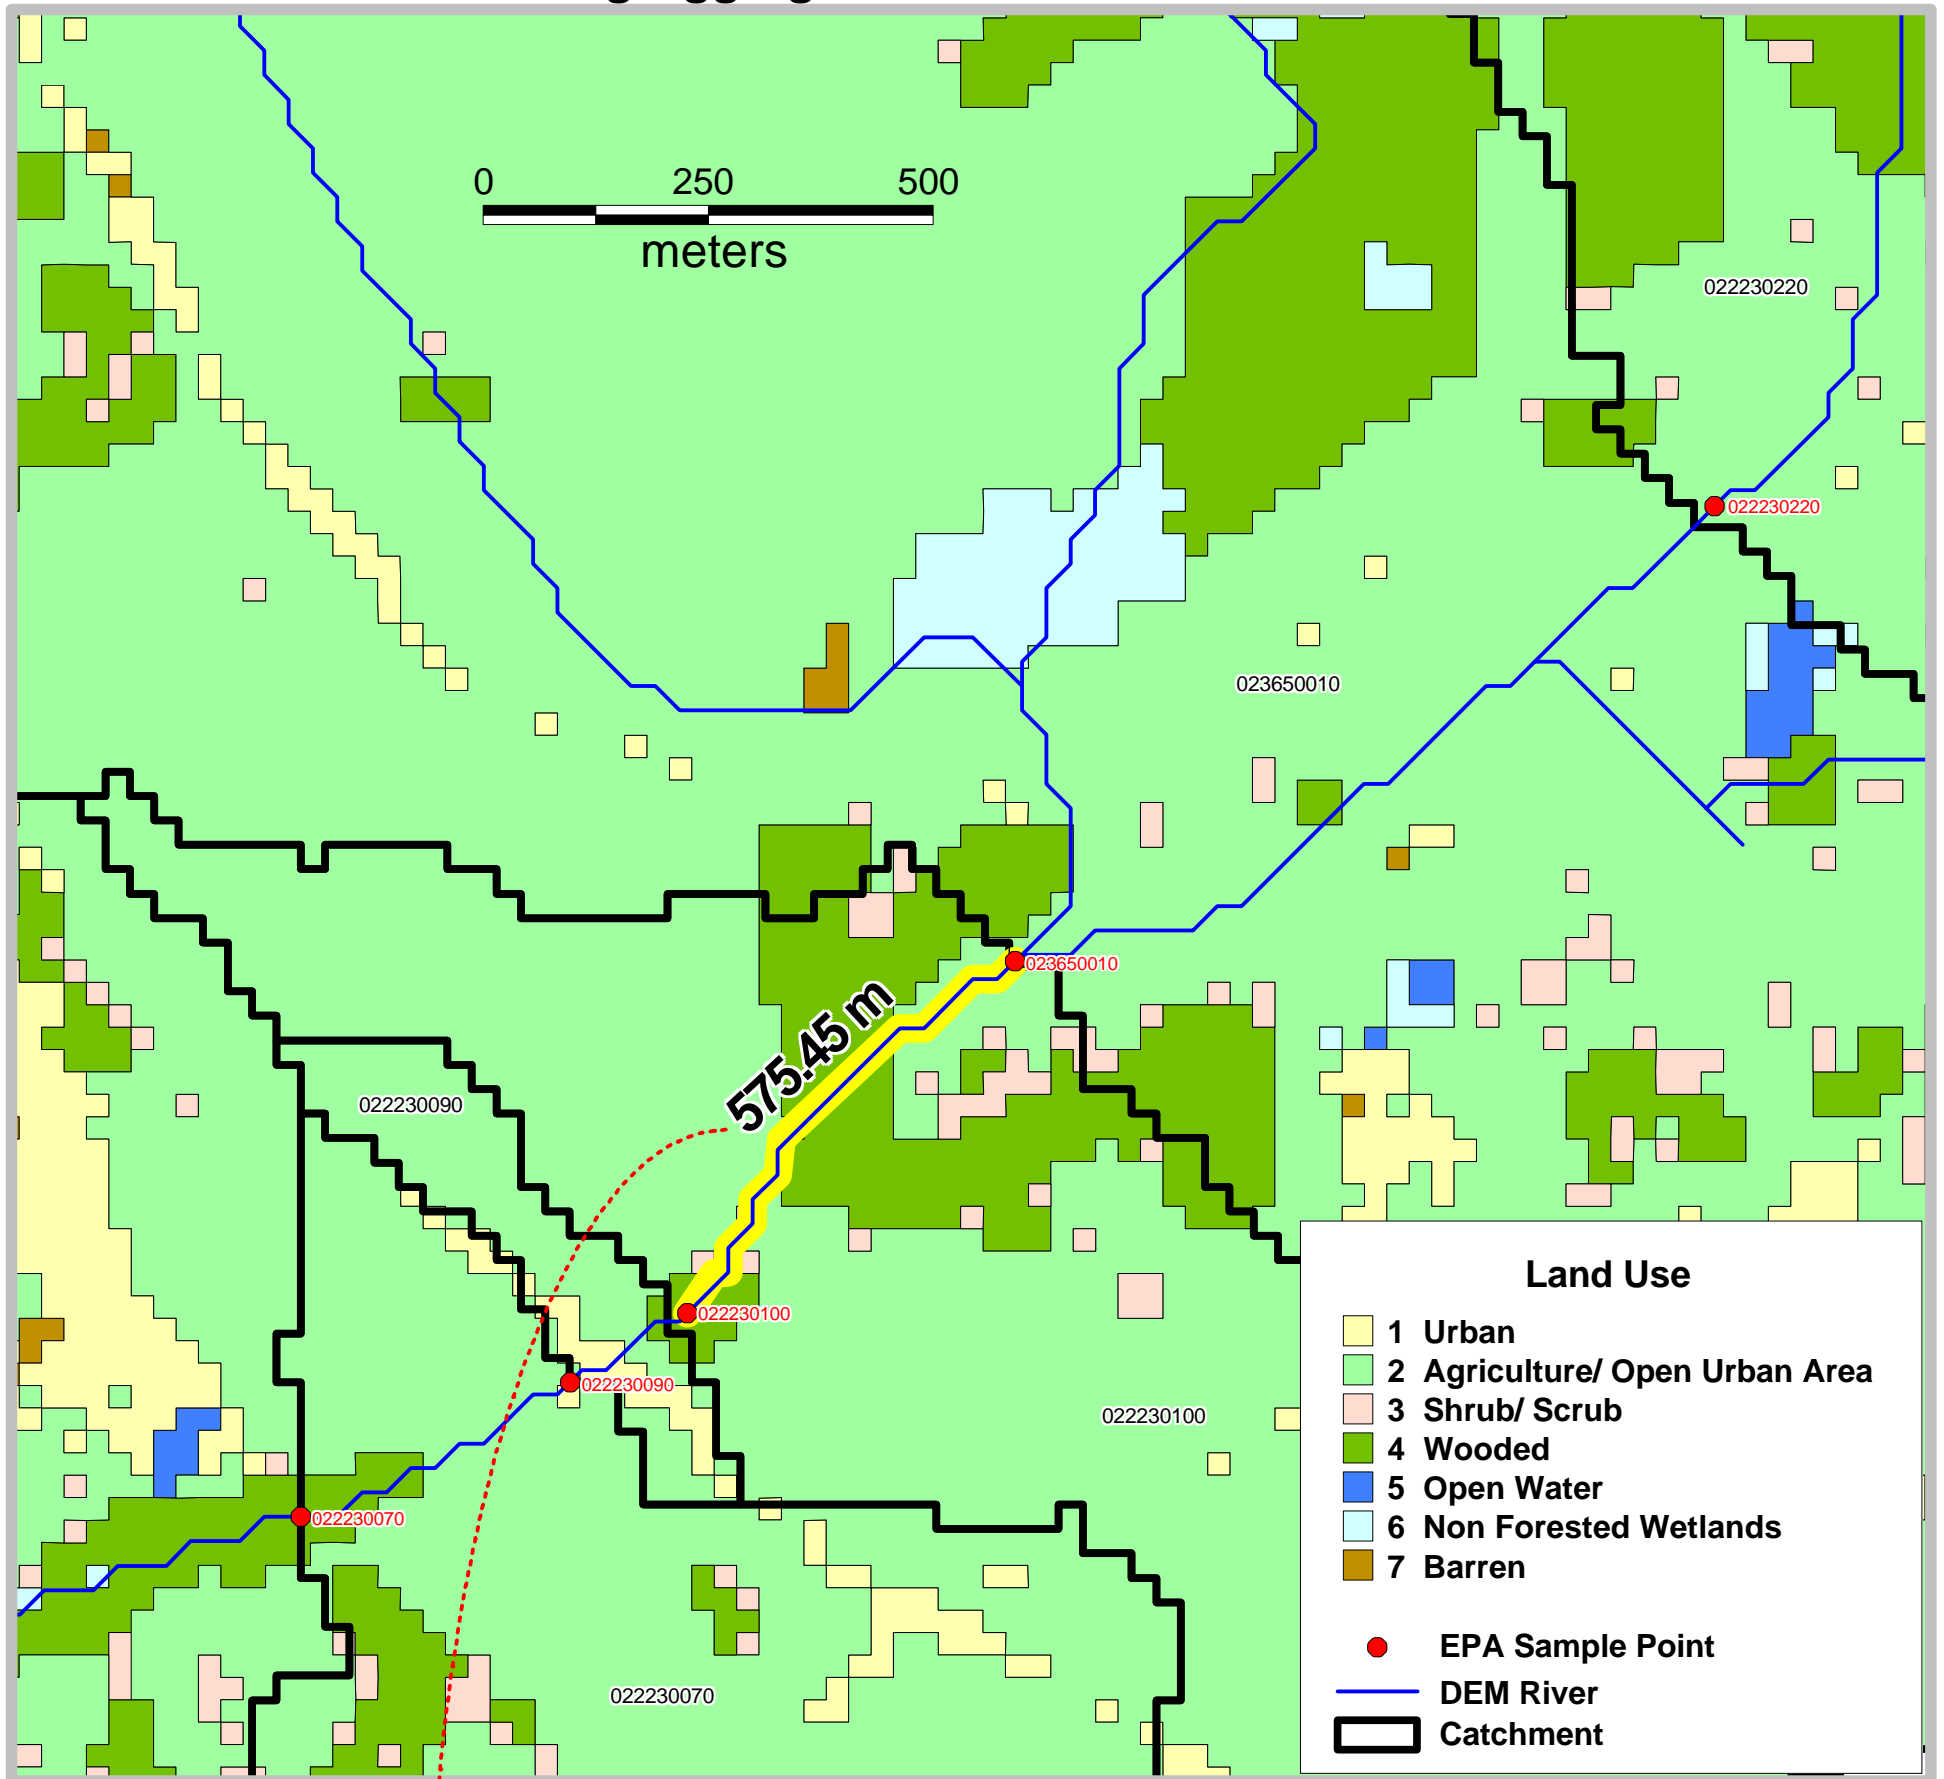 0 250 500
meters
022230220
022230220
023650010
023650010
575.45 m
022230090
022230100
022230090
022230100
022230070
022230070
Land Use
1 Urban
2 Agriculture/ Open Urban Area
3 Shrub/ Scrub
4 Wooded
5 Open Water
6 Non Forested Wetlands
7 Barren
EPA Sample Point
DEM River
Catchment